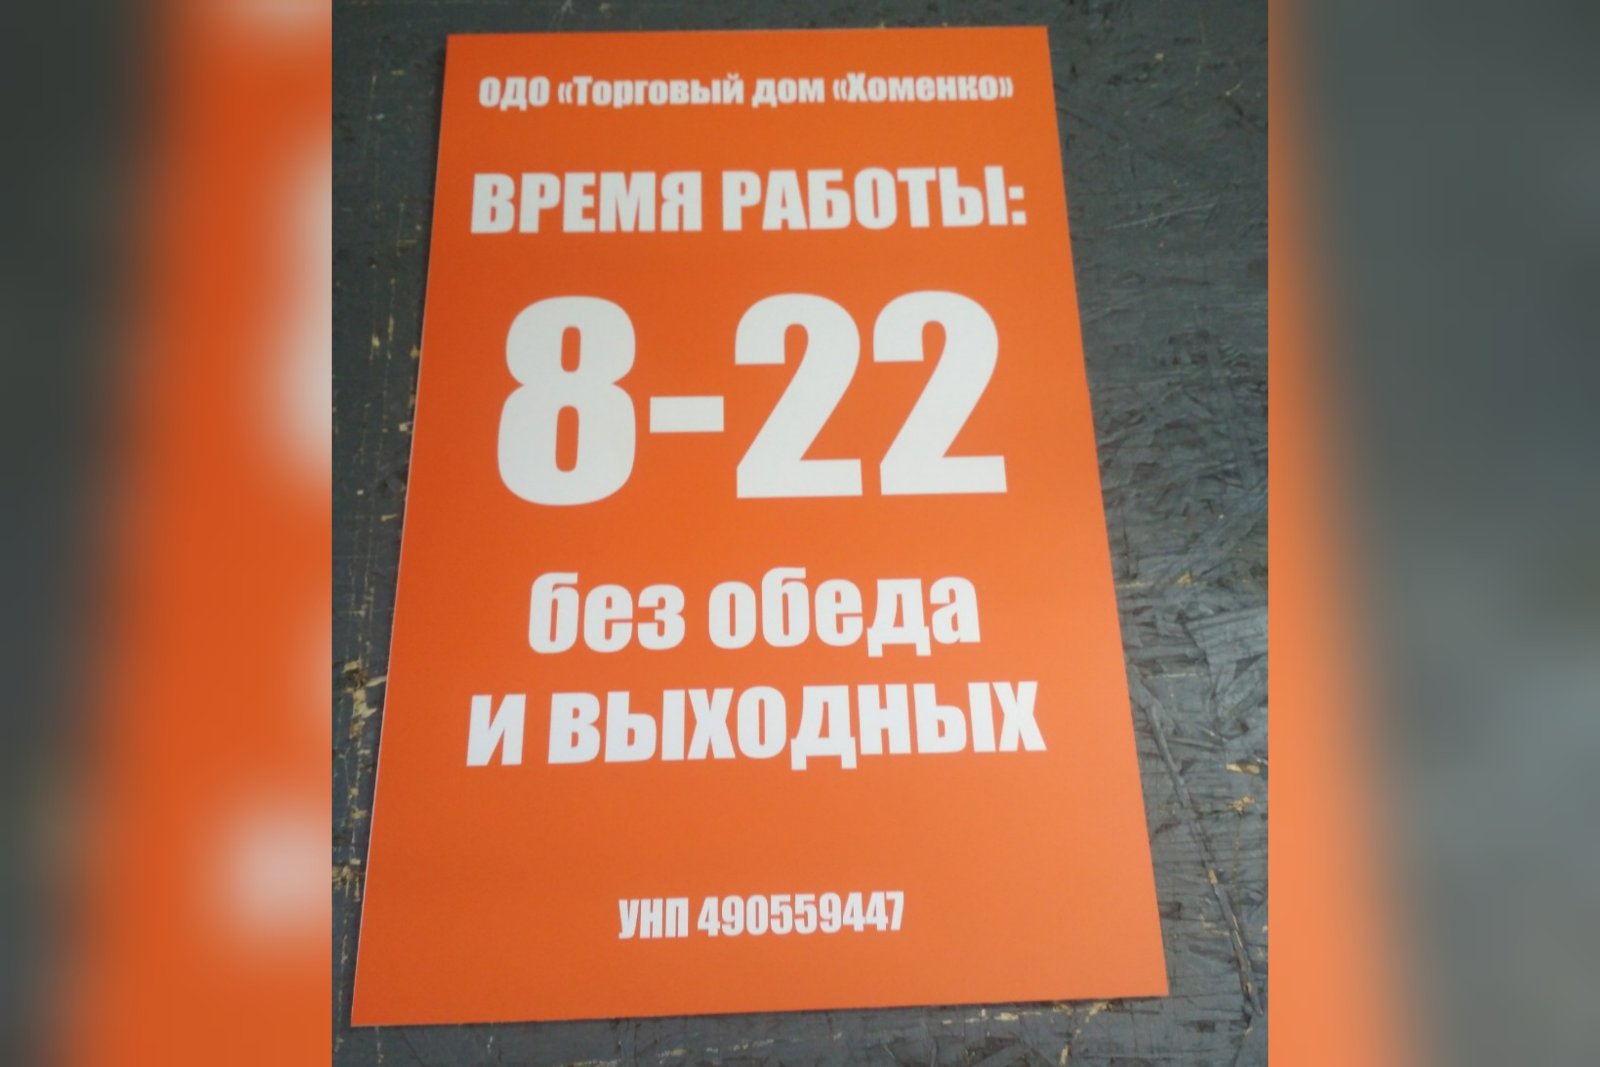 ОДО «Торговый дом «Хоменко»
ВРЕМЯ РАБОТЫ:
8-22
без обеда
и выходных
УНП 490559447